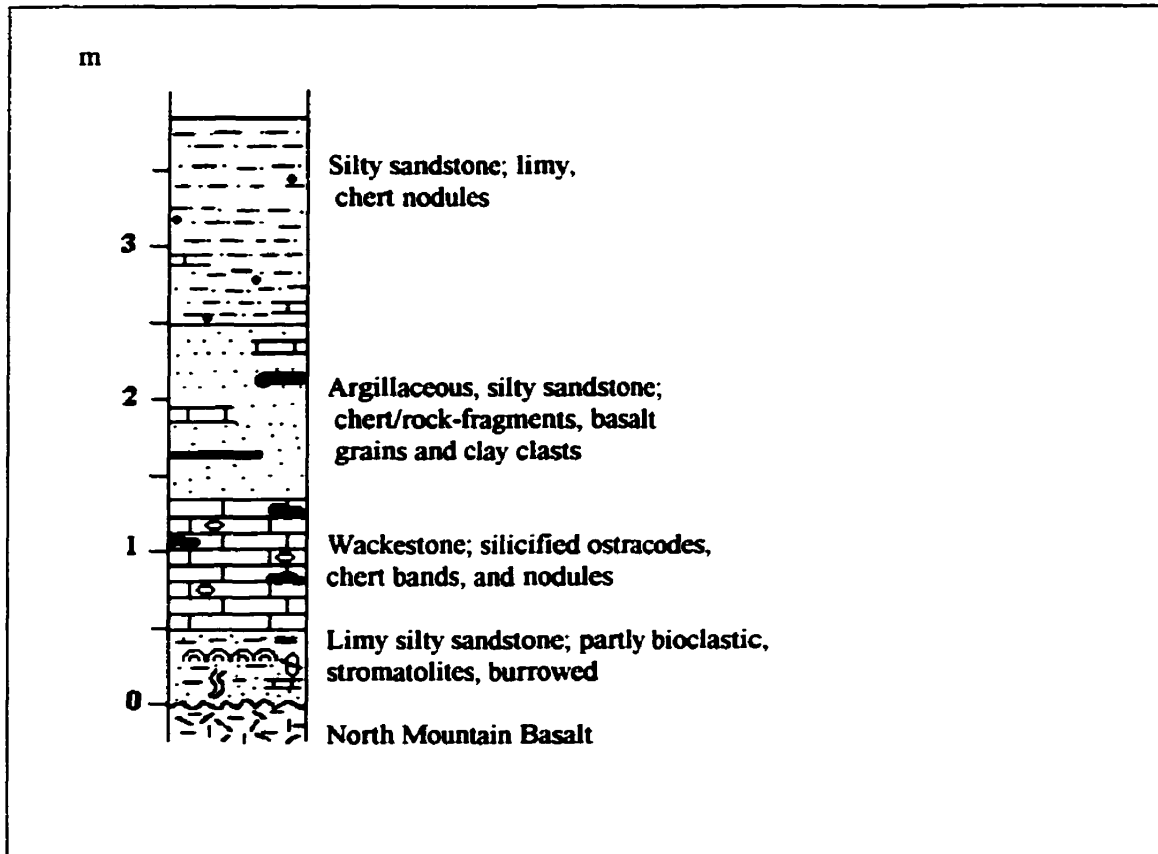 m
Silty sandstone; limy,
chert nodules
3
2
Argillaceous, silty sandstone;
chert/rock-fragments, basalt
grains and clay clasts
1
Wackestone; silicified ostracodes,
chert bands, and nodules
Limy silty sandstone; partly bioclastic,
stromatolites, burrowed
0
North Mountain Basalt